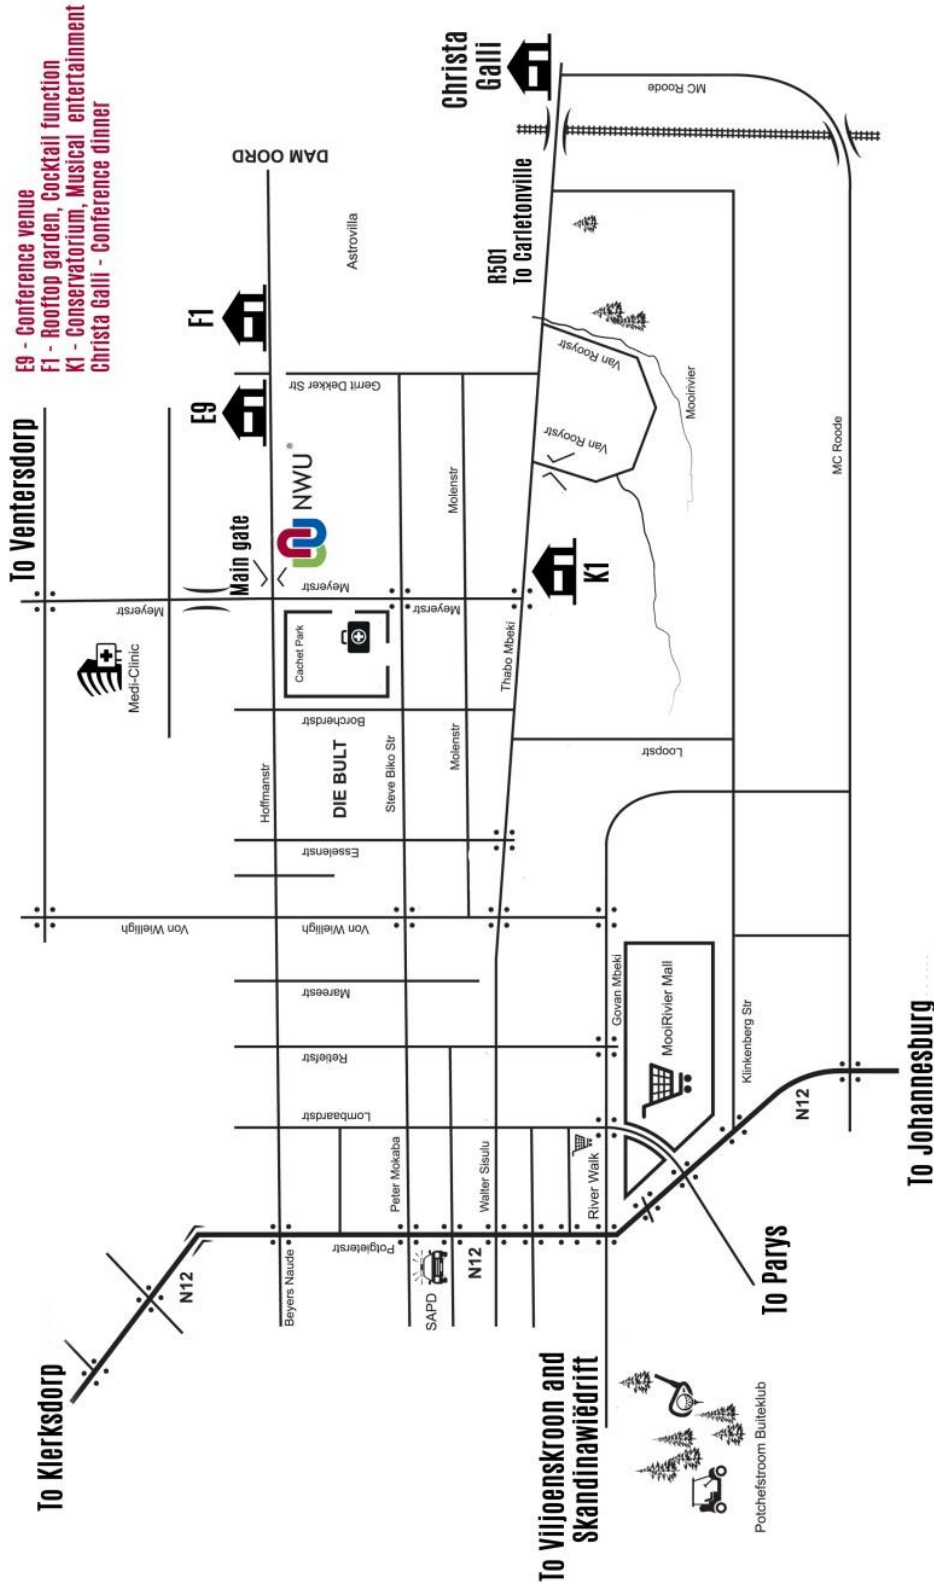 E9 - Conference venue
F1 - Rooftop garden, Cocktail function
K1 - Conservatorium, Musical entertainment
Christa Galli - Conference dinner
To Ventersdorp
To Klerksdorp
Meyerstr
Medi-Clinic
Von Wielligh
N12
Main gate
E9
F1
DAM OORD
Hoffmanstr
Beyers Naude
NWU®
Meyerstr
Gerrit Dekker Str
Astrovilla
Cachet Park
Borcherdstr
DIE BULT
Esselenstr
Von Wielligh
Mareestr
Retiefstr
Lombaardstr
Potgieterstr
Steve Biko Str
Peter Mokaba
SAPD
Meyerstr
Molenstr
Molenstr
N12
Walter Sisulu
Thabo Mbeki
Christa
Galli
R501
To Carletonville
K1
Van Rooystr
Van Rooystr
Mooirivier
MC Roode
To Viljoenskroon and
Skandinawiëdrift
River Walk
Govan Mbeki
MooiRivier Mall
Loopstr
Klinkenberg Str
To Parys
N12
MC Roode
Potchefstroom Buiteklub
To Johannesburg